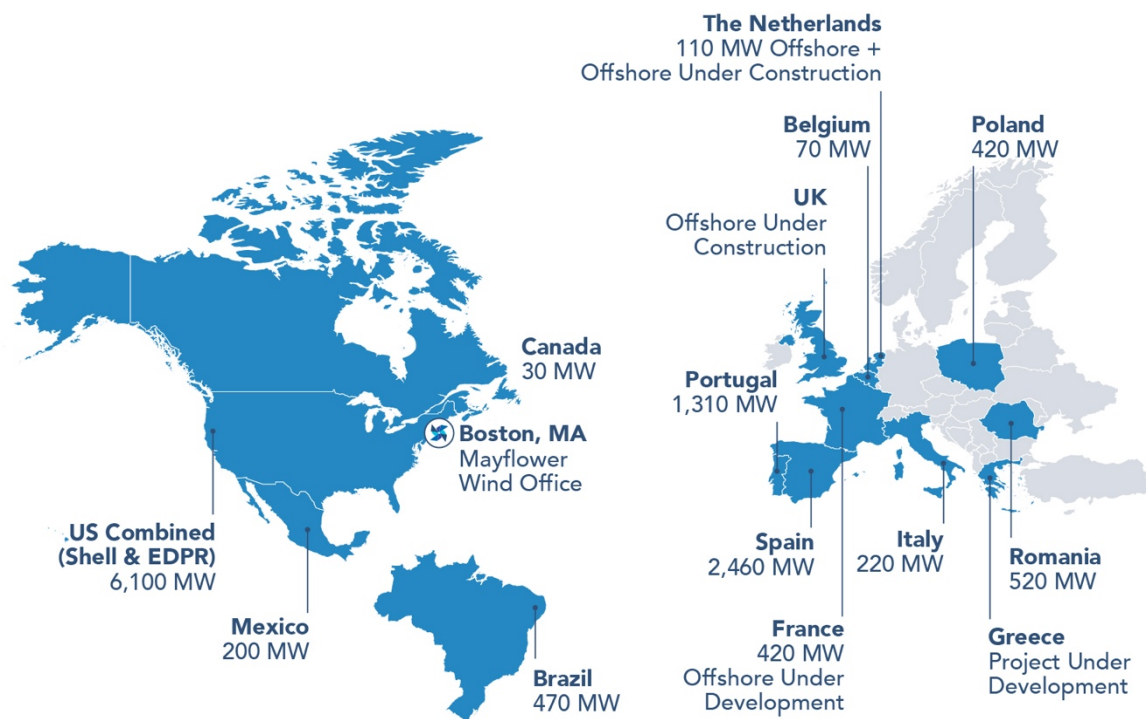 The Netherlands
110 MW Offshore +
Offshore Under Construction
Belgium
70 MW
Poland
420 MW
UK
Offshore Under
Construction
Canada
30 MW
Portugal
1,310 MW
Boston, MA
Mayflower
Wind Office
US Combined
(Shell & EDPR)
6,100 MW
Spain
2,460 MW
Italy
220 MW
Romania
520 MW
Mexico
200 MW
France
420 MW
Offshore Under
Development
Greece
Project Under
Development
Brazil
470 MW